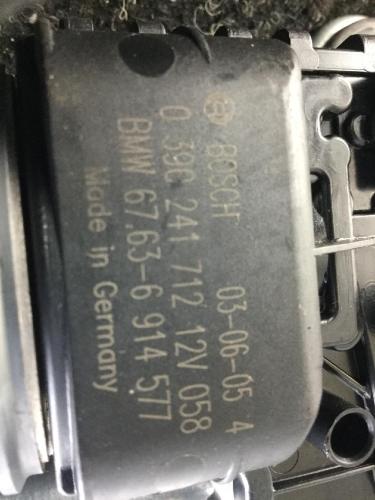 BOSCH 03-06-05 4
0 390 241 712 12V 058
BMW 67.63-6 914 577
Made in Germany